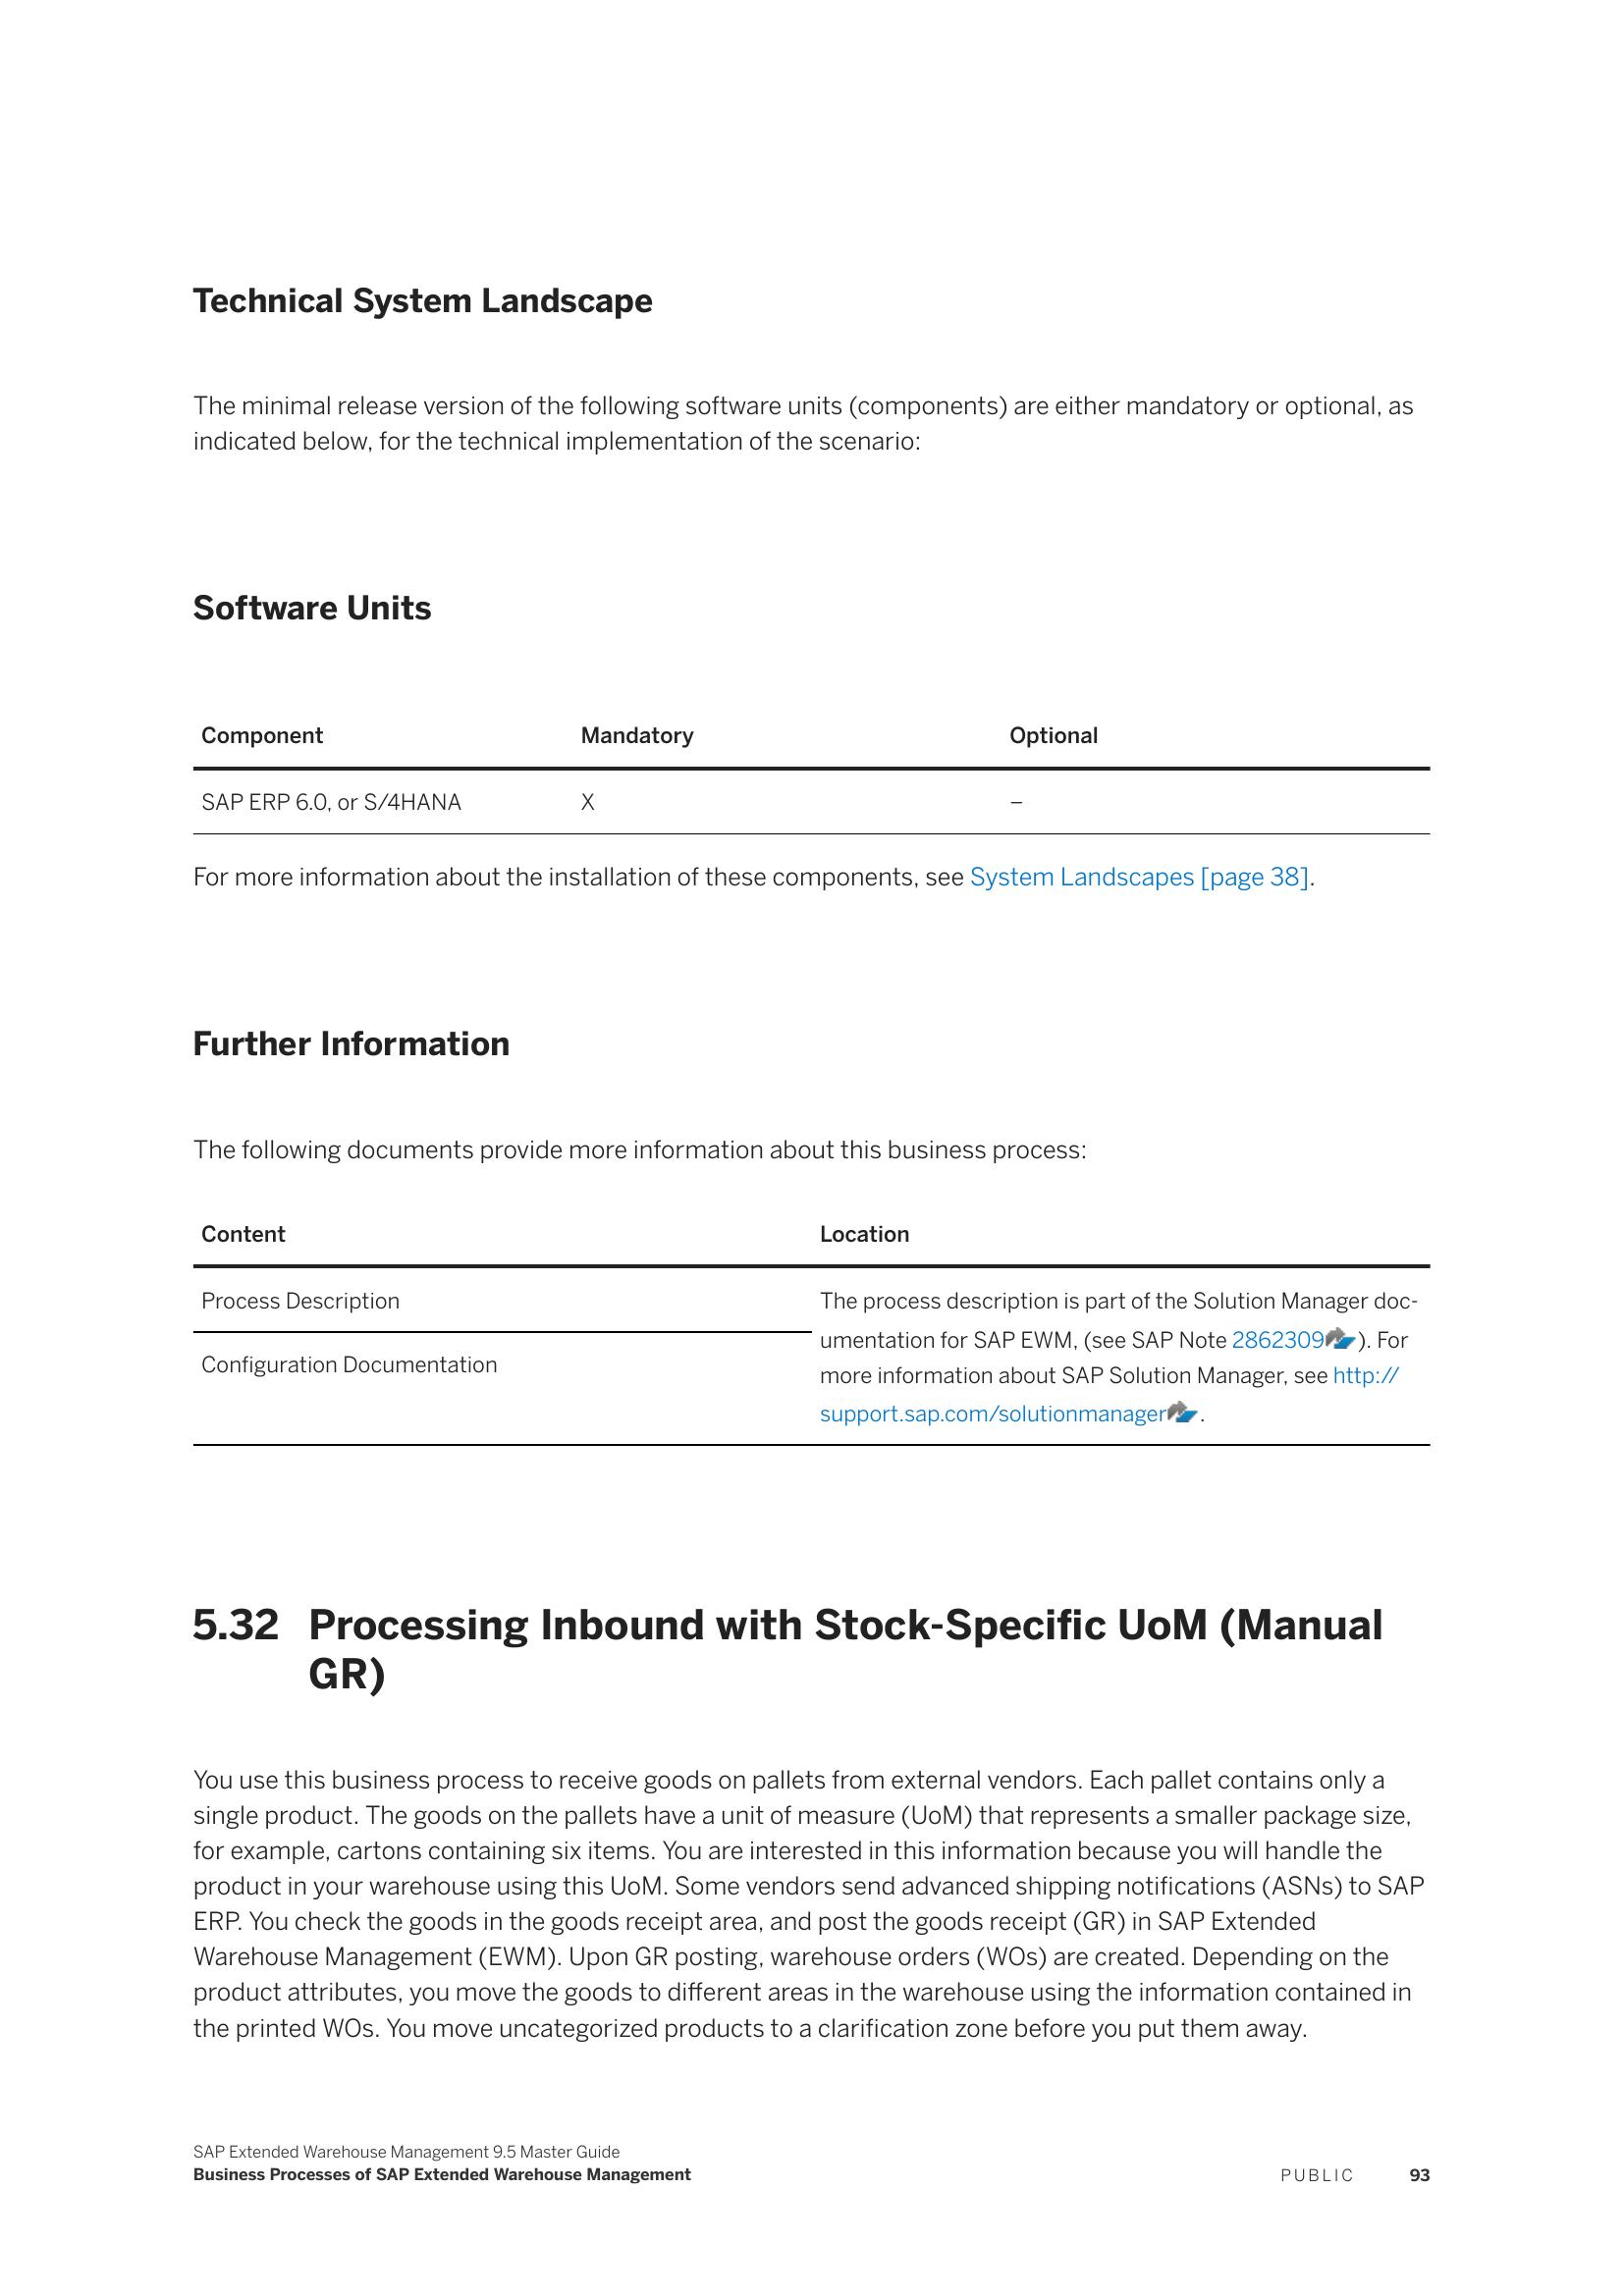 Technical System Landscape
The minimal release version of the following software units (components) are either mandatory or optional, as
indicated below, for the technical implementation of the scenario:
Software Units
Component Mandatory Optional
SAP ERP 6.0, or S/4HANA X –
For more information about the installation of these components, see System Landscapes [page 38].
Further Information
The following documents provide more information about this business process:
Content Location
Process Description
Configuration Documentation
The process description is part of the Solution Manager doc-
umentation for SAP EWM, (see SAP Note 2862309). For
more information about SAP Solution Manager, see http://
support.sap.com/solutionmanager.
5.32 Processing Inbound with Stock-Specific UoM (Manual
GR)
You use this business process to receive goods on pallets from external vendors. Each pallet contains only a
single product. The goods on the pallets have a unit of measure (UoM) that represents a smaller package size,
for example, cartons containing six items. You are interested in this information because you will handle the
product in your warehouse using this UoM. Some vendors send advanced shipping notifications (ASNs) to SAP
ERP. You check the goods in the goods receipt area, and post the goods receipt (GR) in SAP Extended
Warehouse Management (EWM). Upon GR posting, warehouse orders (WOs) are created. Depending on the
product attributes, you move the goods to different areas in the warehouse using the information contained in
the printed WOs. You move uncategorized products to a clarification zone before you put them away.
SAP Extended Warehouse Management 9.5 Master Guide
Business Processes of SAP Extended Warehouse Management PUBLIC 93